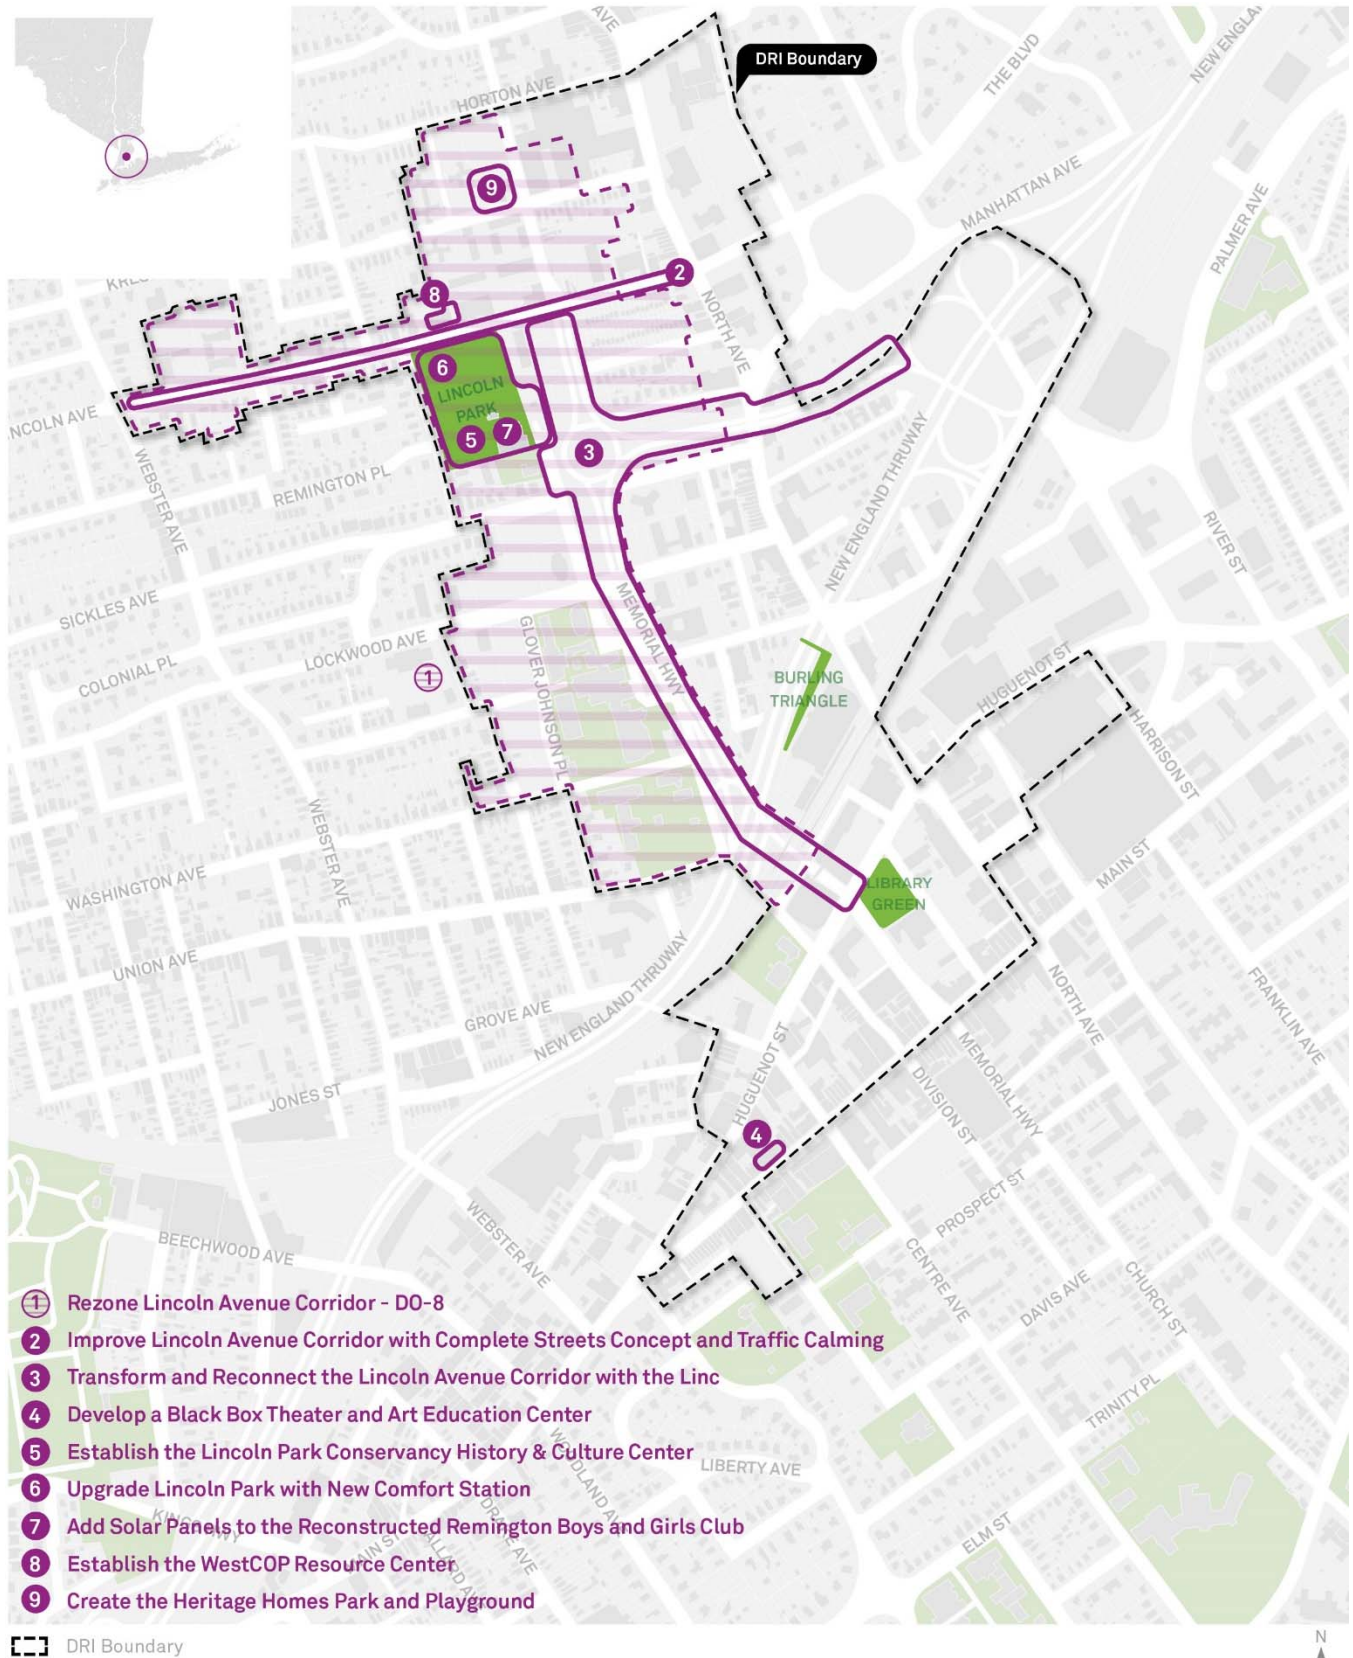 AVE
NEW ENGLA
DRI Boundary
THE BLVD
HORTON AVE
9
MANHATTAN AVE
PALMER AVE
2
8
NORTH AVE
6
LINCOLN
PARK
5
7
3
NCOLN AVE
WEBSTER AVE
REMINGTON PL
NEW ENGLAND THRUWAY
RIVER ST
SICKLES AVE
MEMORIAL HWY
GLOVER JOHNSON PL
LOCKWOOD AVE
COLONIAL PL
1
BURLING
TRIANGLE
HUGUENOT ST
HARRISON ST
WEBSTER AVE
MAIN ST
WASHINGTON AVE
LIBRARY
GREEN
UNION AVE
NEW ENGLAND THRUWAY
NORTH AVE
FRANKLIN AVE
GROVE AVE
HUGUENOT ST
MEMORIAL HWY
DIVISION ST
JONES ST
4
PROSPECT ST
WEBSTER AVE
BEECHWOOD AVE
CENTRE AVE
DAVIS AVE
CHURCH ST
TRINITY PL
WOODLAND AV
LIBERTY AVE
DRAKE AVE
ELM ST
1 Rezone Lincoln Avenue Corridor - DO-8
2 Improve Lincoln Avenue Corridor with Complete Streets Concept and Traffic Calming
3 Transform and Reconnect the Lincoln Avenue Corridor with the Linc
4 Develop a Black Box Theater and Art Education Center
5 Establish the Lincoln Park Conservancy History & Culture Center
6 Upgrade Lincoln Park with New Comfort Station
7 Add Solar Panels to the Reconstructed Remington Boys and Girls Club
8 Establish the WestCOP Resource Center
9 Create the Heritage Homes Park and Playground
DRI Boundary
N